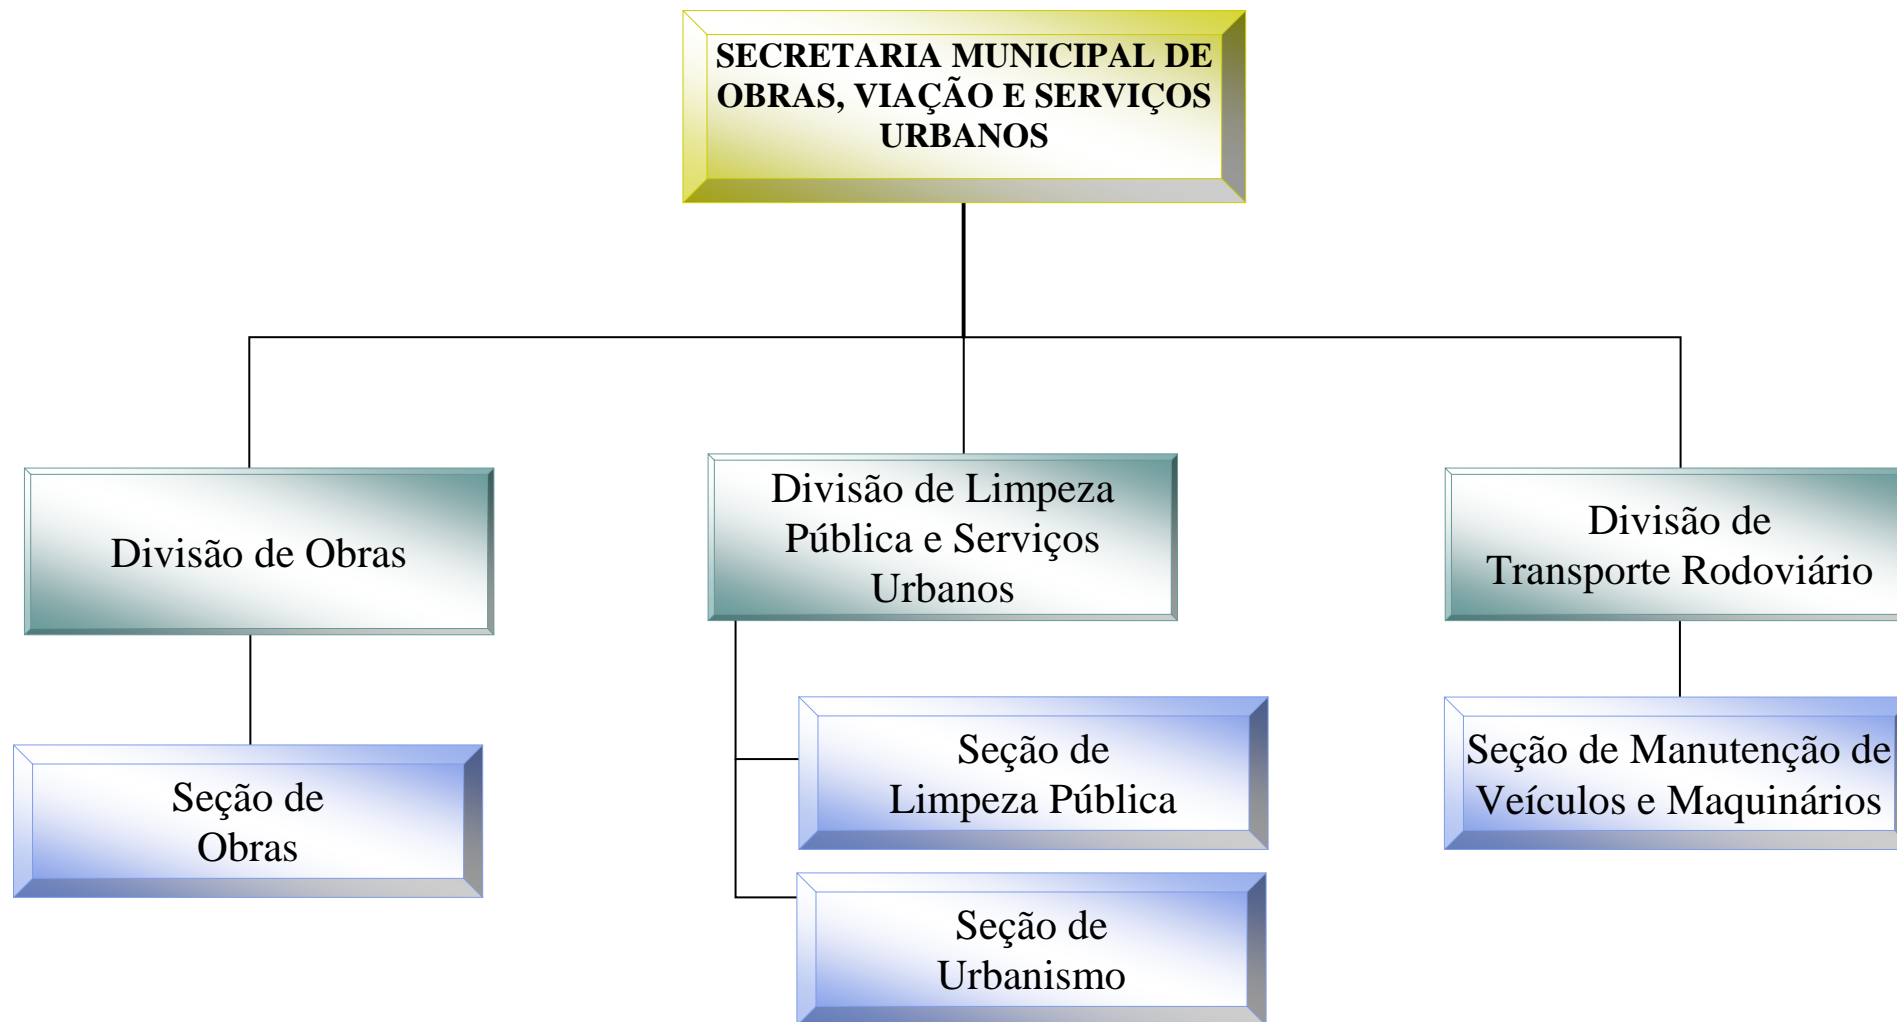 SECRETARIA MUNICIPAL DE
OBRAS, VIAÇÃO E SERVIÇOS
URBANOS
Divisão de Obras
Divisão de Limpeza
Pública e Serviços
Urbanos
Divisão de
Transporte Rodoviário
Seção de
Obras
Seção de
Limpeza Pública
Seção de Manutenção de
Veículos e Maquinários
Seção de
Urbanismo